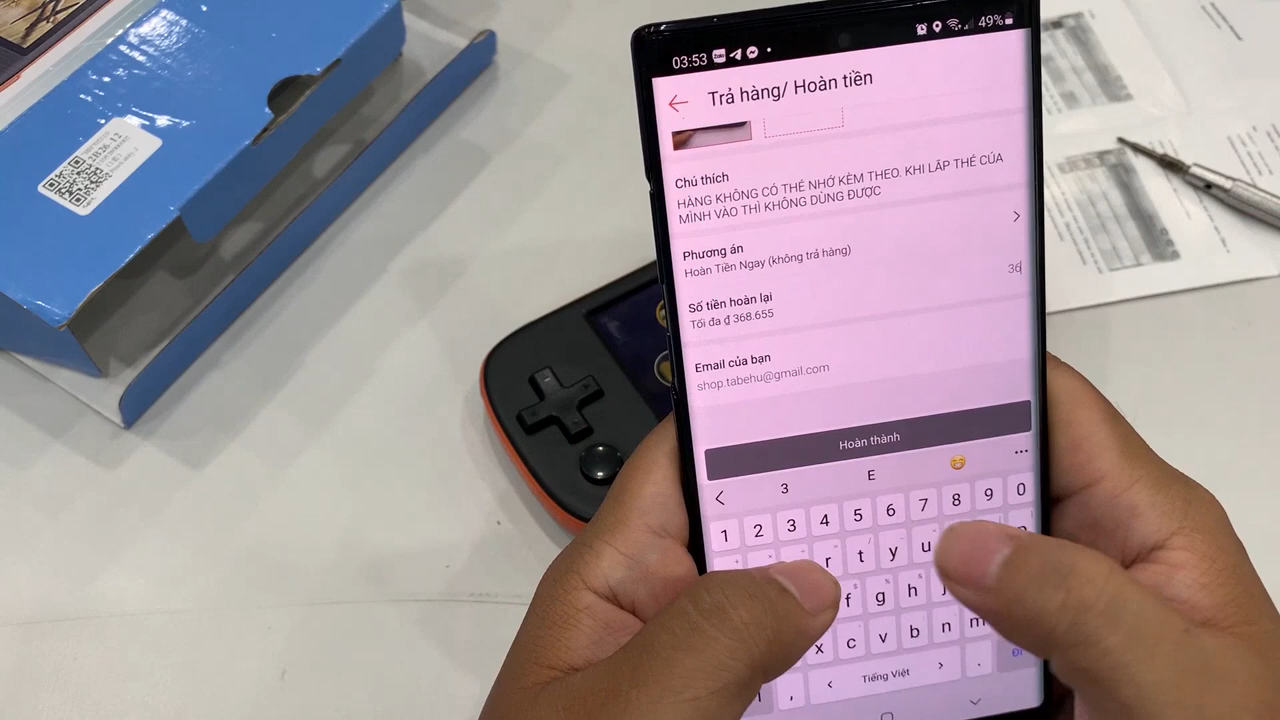 03:53
49%
Trả hàng/ Hoàn tiền
Chú thích
HÀNG KHÔNG CÓ THẺ NHỚ KÈM THEO. KHI LẮP THẺ CỦA
MÌNH VÀO THÌ KHÔNG DÙNG ĐƯỢC
Phương án
Hoàn Tiền Ngay (không trả hàng)
36
Số tiền hoàn lại
Tối đa ₫ 368.655
Email của bạn
shop.tabehu@gmail.com
Hoàn thành
3 E
1 2 3 4 5 6 7 8 9 0
r t y u
f g h j
x c v b n m
, Tiếng Việt . Đi
2B26-12